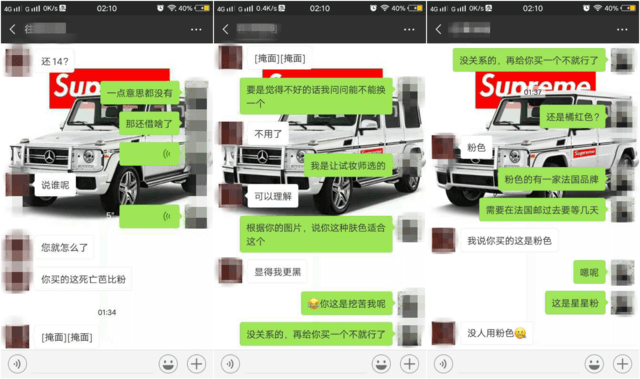 4G 4G 0K/s 02:10 40%
还14?
Supreme
一点意思都没有
那还借啥了
说谁呢
5"
您就怎么了
你买的这死亡芭比粉
01:34
[掩面][掩面]
4G 4G 0.4K/s 02:10 40%
[掩面][掩面]
Supreme
要是觉得不好的话我问问能不能换
一个
不用了
Supreme
我是让试妆师选的
可以理解
根据你的图片，说你这种肤色适合
这个
显得我更黑
你这是挖苦我呢
没关系的，再给你买一个不就行了
4G 4G 0K/s 02:10 40%
没关系的，再给你买一个不就行了
Supreme
01:37
还是橘红色?
粉色
Supreme
粉色的有一家法国品牌
需要在法国邮过去要等几天
我说你买的这是粉色
嗯呢
这是星星粉
没人用粉色